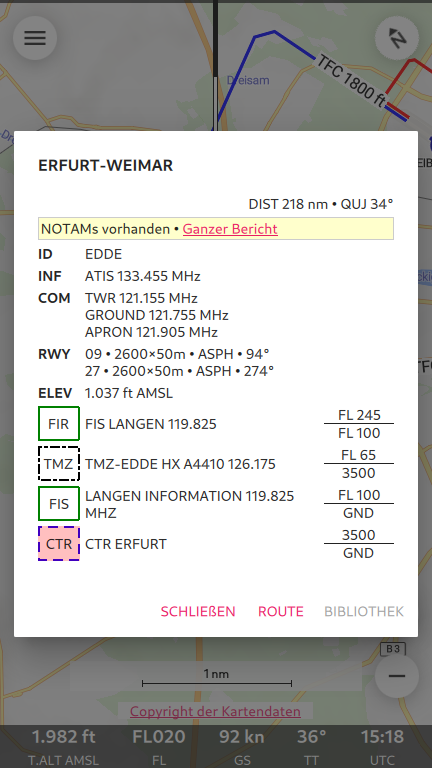 Dreisam
TFC 1800 ft
ERFURT-WEIMAR
DIST 218 nm • QUJ 34°
NOTAMs vorhanden • Ganzer Bericht
ID EDDE
INF ATIS 133.455 MHz
COM TWR 121.155 MHz
GROUND 121.755 MHz
APRON 121.905 MHz
RWY 09 • 2600×50m • ASPH • 94°
27 • 2600×50m • ASPH • 274°
ELEV 1.037 ft AMSL
FIR FIS LANGEN 119.825 FL 245
FL 100
TMZ TMZ-EDDE HX A4410 126.175 FL 65
3500
FIS LANGEN INFORMATION 119.825 MHZ FL 100
GND
CTR CTR ERFURT 3500
GND
SCHLIEßEN ROUTE BIBLIOTHEK
B3
1 nm
Copyright der Kartendaten
1.982 ft FL020 92 kn 36° 15:18
T.ALT AMSL FL GS TT UTC